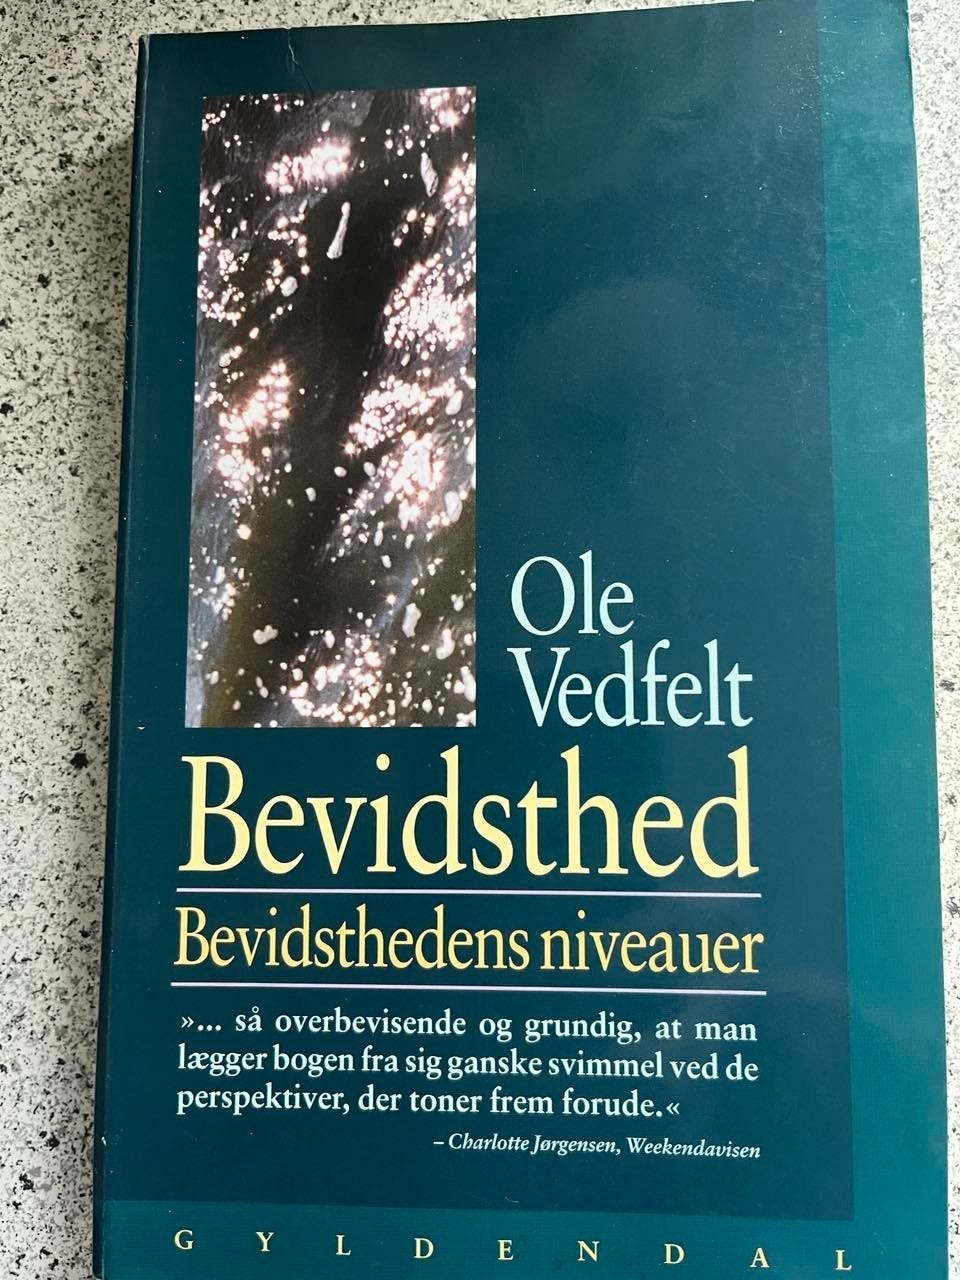 Ole
Vedfelt
Bevidsthed
Bevidsthedens niveauer
»... så overbevisende og grundig, at man
lægger bogen fra sig ganske svimmel ved de
perspektiver, der toner frem forude.«
– Charlotte Jørgensen, Weekendavisen
GYLDENDAL